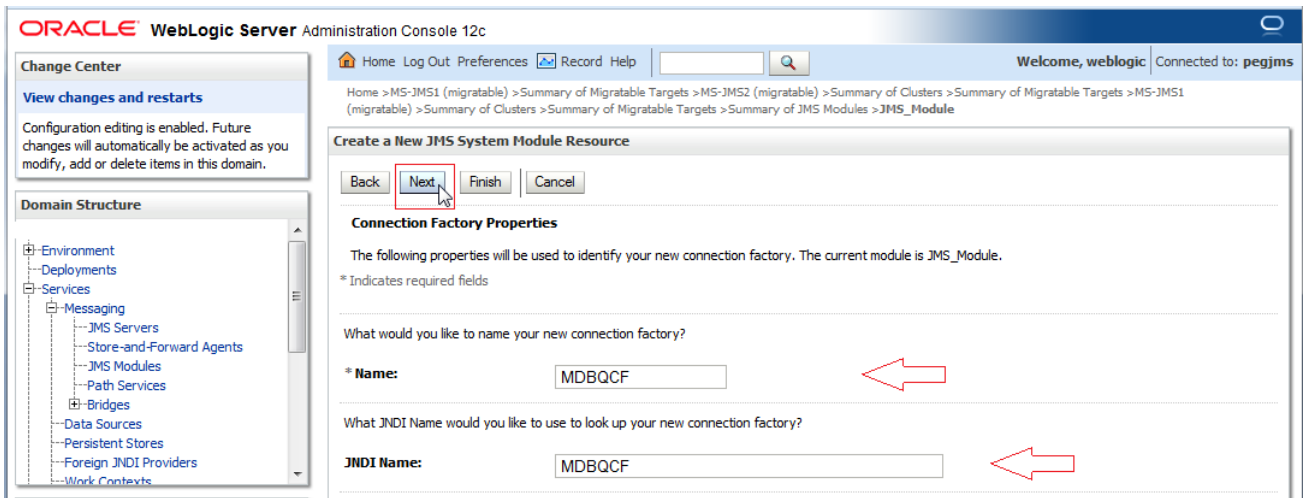 ORACLE WebLogic Server Administration Console 12c
Change Center
View changes and restarts
Configuration editing is enabled. Future
changes will automatically be activated as you
modify, add or delete items in this domain.
Domain Structure
Environment
Deployments
Services
Messaging
JMS Servers
Store-and-Forward Agents
JMS Modules
Path Services
Bridges
Data Sources
Persistent Stores
Foreign JNDI Providers
Work Contexts
Home Log Out Preferences Record Help
Welcome, weblogic Connected to: pegjms
Home >MS-JMS1 (migratable) >Summary of Migratable Targets >MS-JMS2 (migratable) >Summary of Clusters >Summary of Migratable Targets >MS-JMS1
(migratable) >Summary of Clusters >Summary of Migratable Targets >Summary of JMS Modules >JMS_Module
Create a New JMS System Module Resource
Back Next Finish Cancel
Connection Factory Properties
The following properties will be used to identify your new connection factory. The current module is JMS_Module.
* Indicates required fields
What would you like to name your new connection factory?
* Name: MDBQCF
What JNDI Name would you like to use to look up your new connection factory?
JNDI Name: MDBQCF